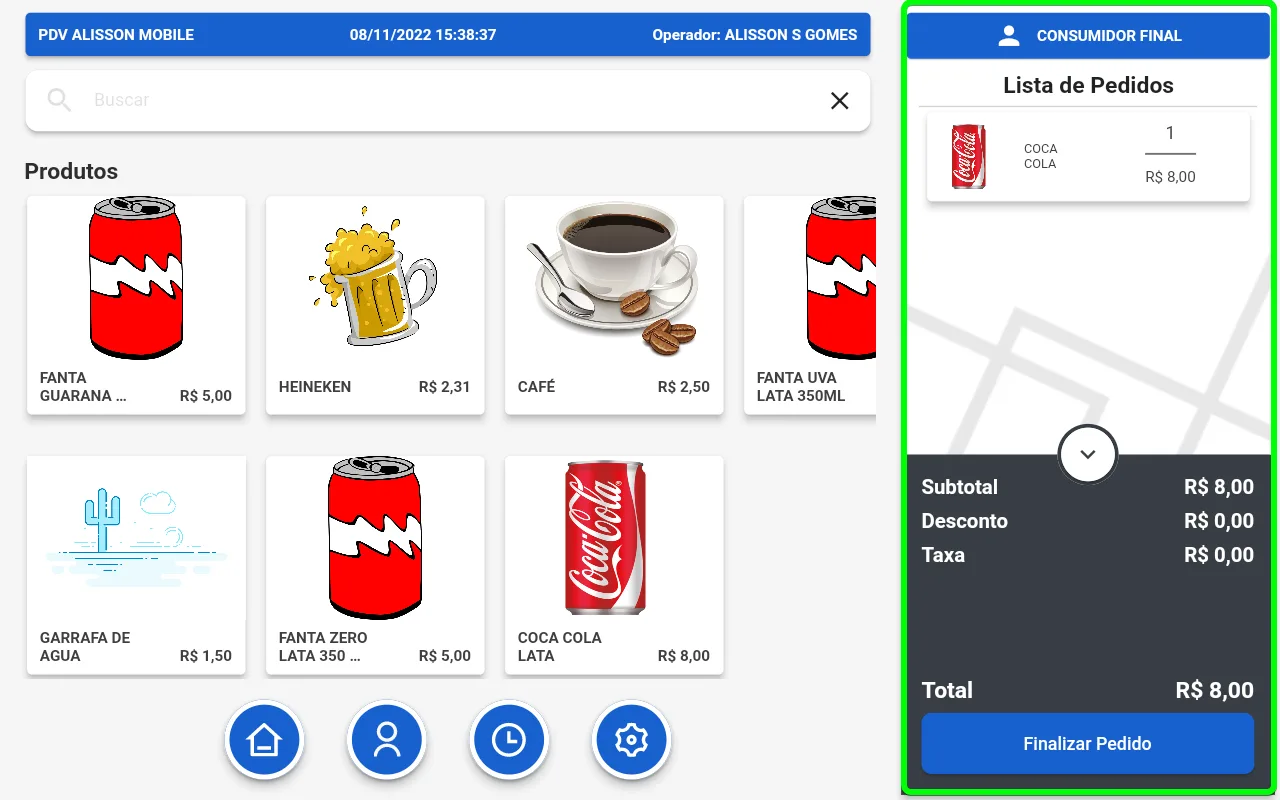 PDV ALISSON MOBILE
08/11/2022 15:38:37
Operador: ALISSON S GOMES
Buscar
Produtos
FANTA
GUARANA ...
R$ 5,00
HEINEKEN
R$ 2,31
CAFÉ
R$ 2,50
FANTA UVA
LATA 350ML
GARRAFA DE
AGUA
R$ 1,50
FANTA ZERO
LATA 350 ...
R$ 5,00
Coca-Cola
COCA COLA
LATA
R$ 8,00
CONSUMIDOR FINAL
Lista de Pedidos
Coca-Cola
COCA
COLA
1
R$ 8,00
Subtotal R$ 8,00
Desconto R$ 0,00
Taxa R$ 0,00
Total R$ 8,00
Finalizar Pedido